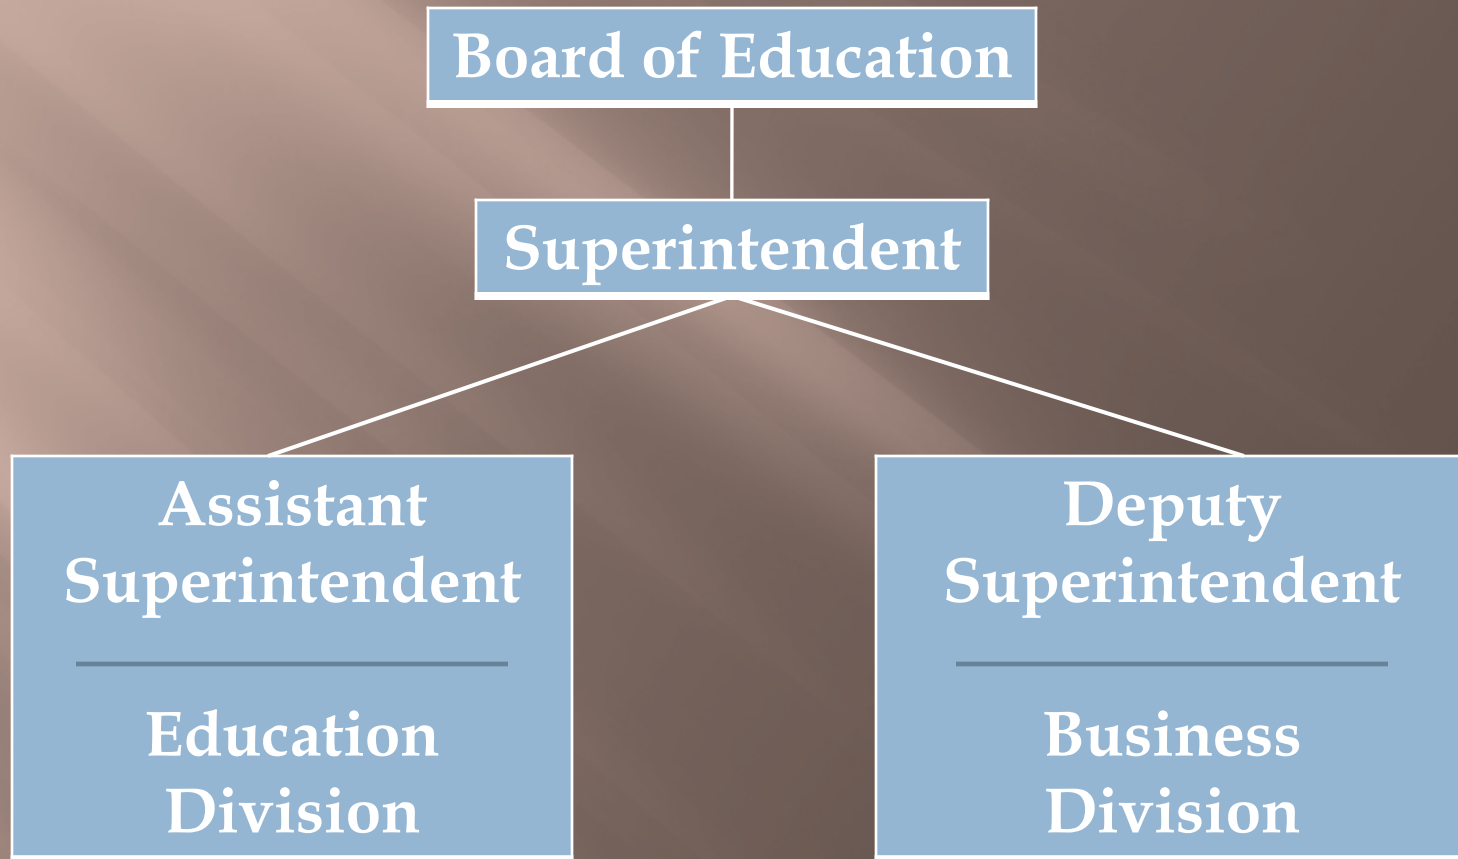 Board of Education
Superintendent
Assistant
Superintendent
Education
Division
Deputy
Superintendent
Business
Division